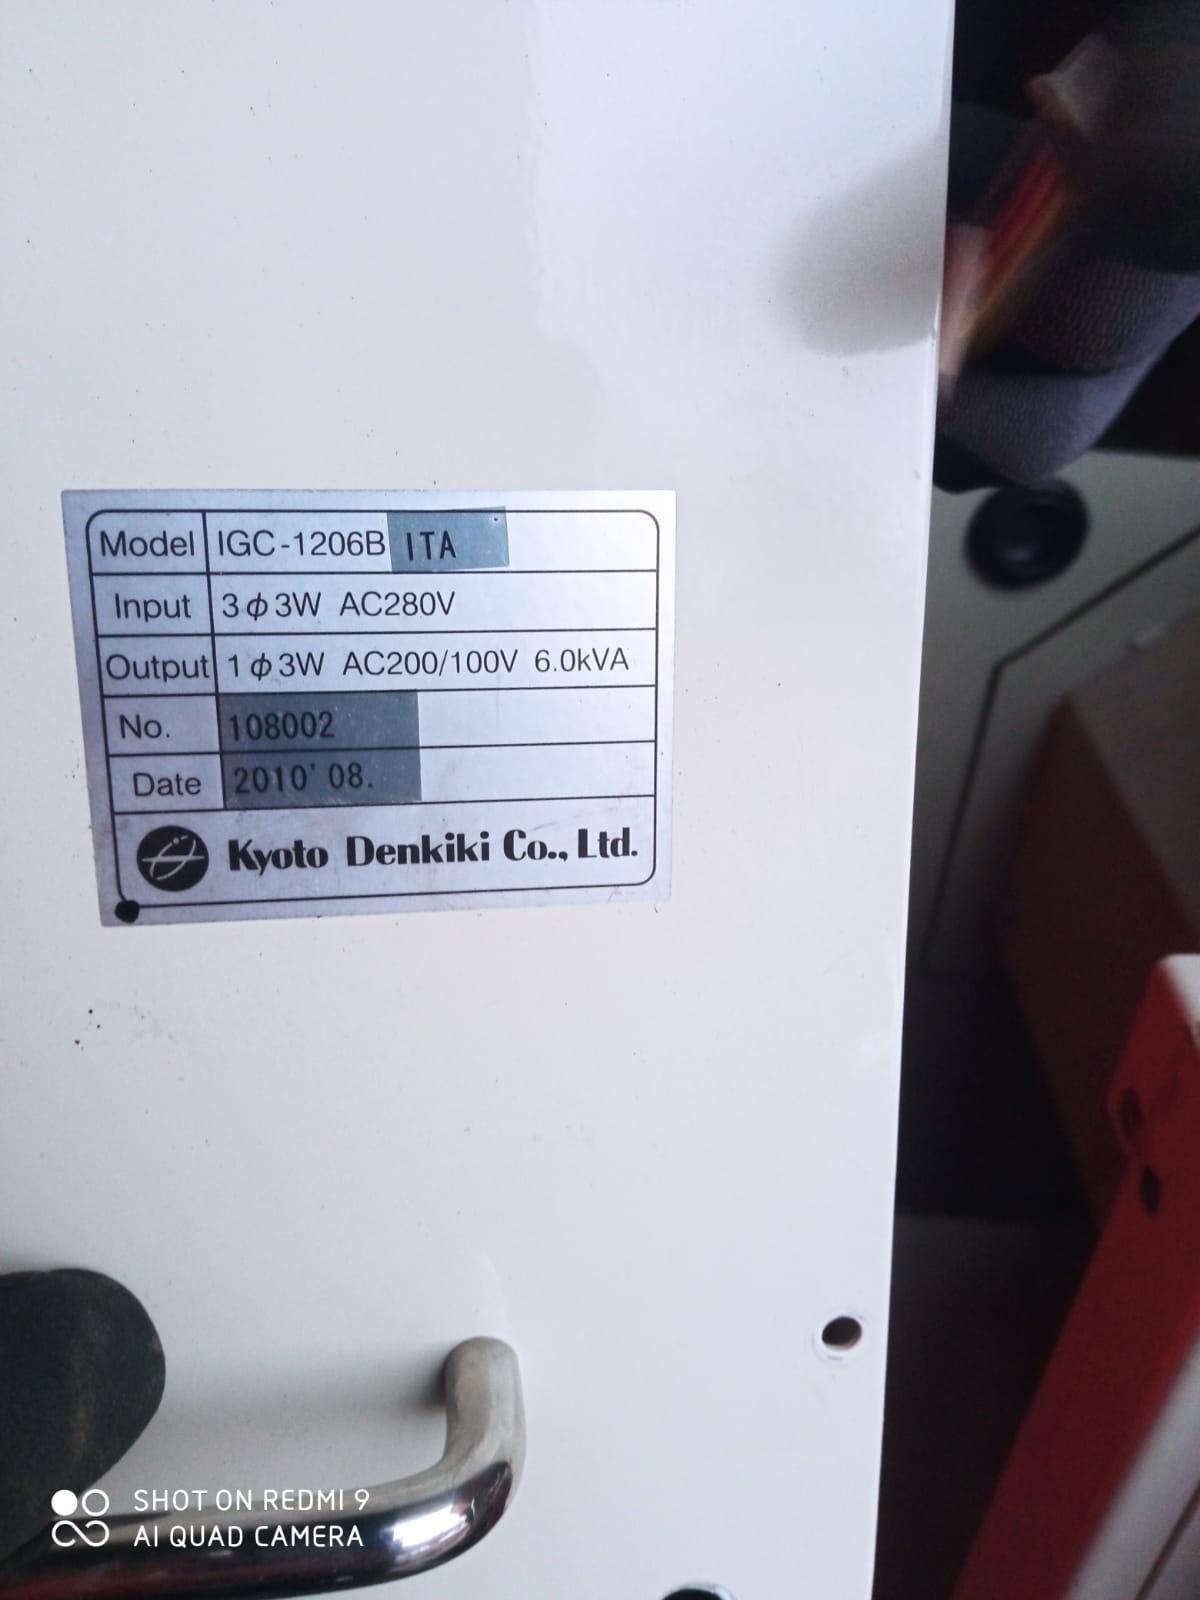 Model IGC-1206B ITA
Input 3φ3W AC280V
Output 1φ3W AC200/100V 6.0kVA
No. 108002
Date 2010'08.
Kyoto Denkiki Co., Ltd.
SHOT ON REDMI 9
AI QUAD CAMERA